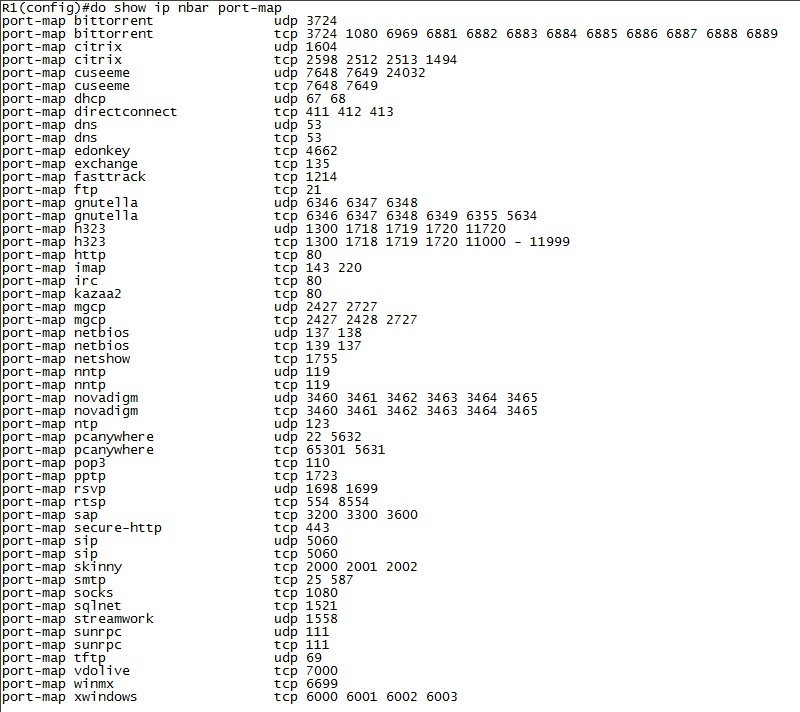 R1(config)#do show ip nbar port-map
port-map bittorrent udp 3724
port-map bittorrent tcp 3724 1080 6969 6881 6882 6883 6884 6885 6886 6887 6888 6889
port-map citrix udp 1604
port-map citrix tcp 2598 2512 2513 1494
port-map cuseeme udp 7648 7649 24032
port-map cuseeme tcp 7648 7649
port-map dhcp udp 67 68
port-map directconnect tcp 411 412 413
port-map dns udp 53
port-map dns tcp 53
port-map edonkey tcp 4662
port-map exchange tcp 135
port-map fasttrack tcp 1214
port-map ftp tcp 21
port-map gnutella udp 6346 6347 6348
port-map gnutella tcp 6346 6347 6348 6349 6355 5634
port-map h323 udp 1300 1718 1719 1720 11720
port-map h323 tcp 1300 1718 1719 1720 11000 - 11999
port-map http tcp 80
port-map imap tcp 143 220
port-map irc tcp 80
port-map kazaa2 tcp 80
port-map mgcp udp 2427 2727
port-map mgcp tcp 2427 2428 2727
port-map netbios udp 137 138
port-map netbios tcp 139 137
port-map netshow tcp 1755
port-map nntp udp 119
port-map nntp tcp 119
port-map novadigm udp 3460 3461 3462 3463 3464 3465
port-map novadigm tcp 3460 3461 3462 3463 3464 3465
port-map ntp udp 123
port-map pcanywhere udp 22 5632
port-map pcanywhere tcp 65301 5631
port-map pop3 tcp 110
port-map pptp tcp 1723
port-map rsvp udp 1698 1699
port-map rtsp tcp 554 8554
port-map sap tcp 3200 3300 3600
port-map secure-http tcp 443
port-map sip udp 5060
port-map sip tcp 5060
port-map skinny tcp 2000 2001 2002
port-map smtp tcp 25 587
port-map socks tcp 1080
port-map sqlnet tcp 1521
port-map streamwork udp 1558
port-map sunrpc udp 111
port-map sunrpc tcp 111
port-map tftp udp 69
port-map vdolive tcp 7000
port-map winmx tcp 6699
port-map xwindows tcp 6000 6001 6002 6003